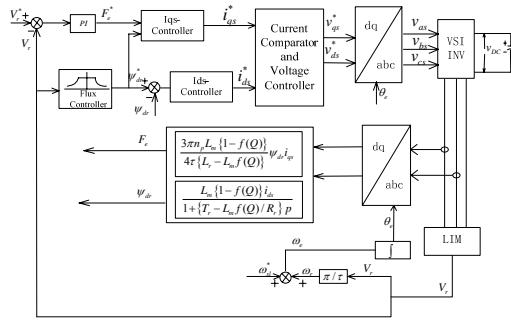 V_r^* F_e^* i_qs^* v_qs^* v_as
PI
Iqs-
Controller
V_r
Current
Comparator
and
Voltage
Controller
dq
abc
v_bs
v_cs
VSI
INV
v_DC
Flux
Controller
ψ_dr^*
ψ_dr
Ids-
Controller
i_ds^* v_ds^*
θ_e
F_e
3πn_p L_m {1−f(Q)} / 4τ{L_r−L_m f(Q)} ψ_dr i_qs
ψ_dr
L_m {1−f(Q)} i_ds / 1+{T_r−L_m f(Q)/R_r} p
dq
abc
θ_e
ω_e
∫
LIM
ω_sl^* ω_r π/τ V_r
V_r